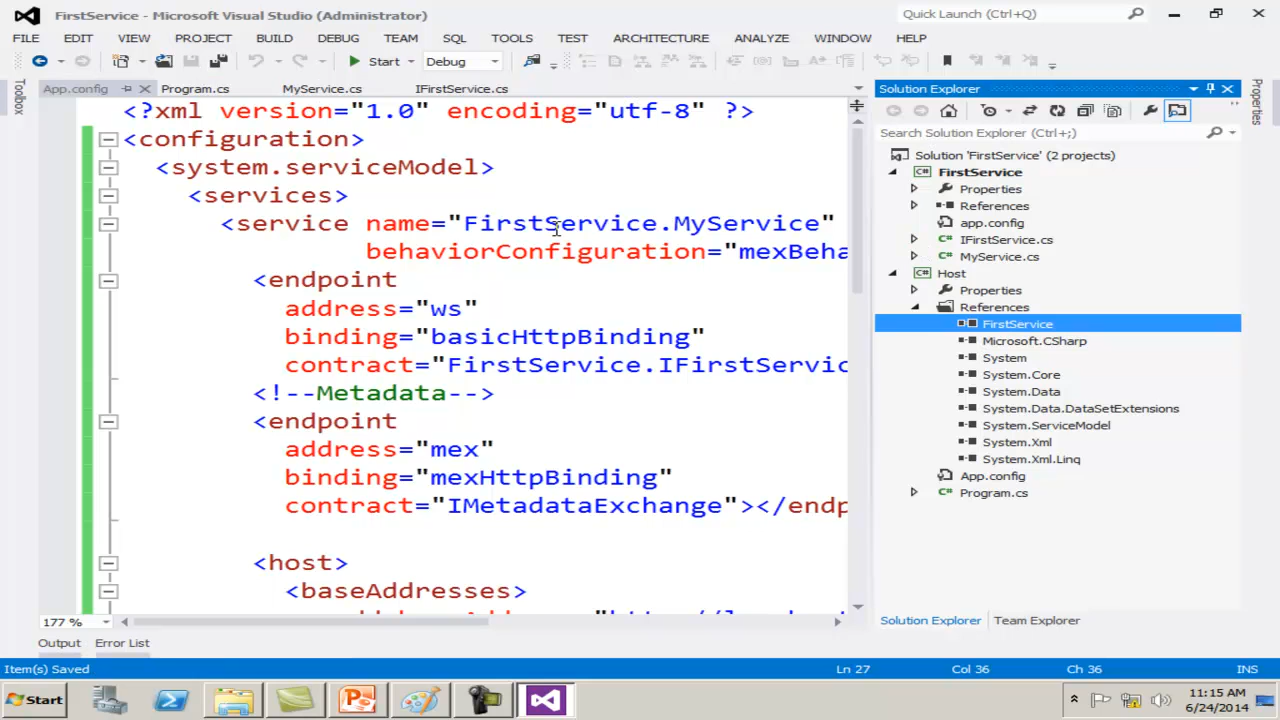 FirstService - Microsoft Visual Studio (Administrator)
Quick Launch (Ctrl+Q)
FILE EDIT VIEW PROJECT BUILD DEBUG TEAM SQL TOOLS TEST ARCHITECTURE ANALYZE WINDOW HELP
Start Debug
Toolbox
App.config Program.cs MyService.cs IFirstService.cs
<?xml version="1.0" encoding="utf-8" ?>
<configuration>
<system.serviceModel>
<services>
<service name="FirstService.MyService"
behaviorConfiguration="mexBeha
<endpoint
address="ws"
binding="basicHttpBinding"
contract="FirstService.IFirstServic
<!--Metadata-->
<endpoint
address="mex"
binding="mexHttpBinding"
contract="IMetadataExchange"></endp
<host>
<baseAddresses>
177 %
Solution Explorer
Search Solution Explorer (Ctrl+;)
Solution 'FirstService' (2 projects)
FirstService
Properties
References
app.config
IFirstService.cs
MyService.cs
Host
Properties
References
FirstService
Microsoft.CSharp
System
System.Core
System.Data
System.Data.DataSetExtensions
System.ServiceModel
System.Xml
System.Xml.Linq
App.config
Program.cs
Solution Explorer Team Explorer
Properties
Output Error List
Item(s) Saved Ln 27 Col 36 Ch 36 INS
Start
11:15 AM
6/24/2014